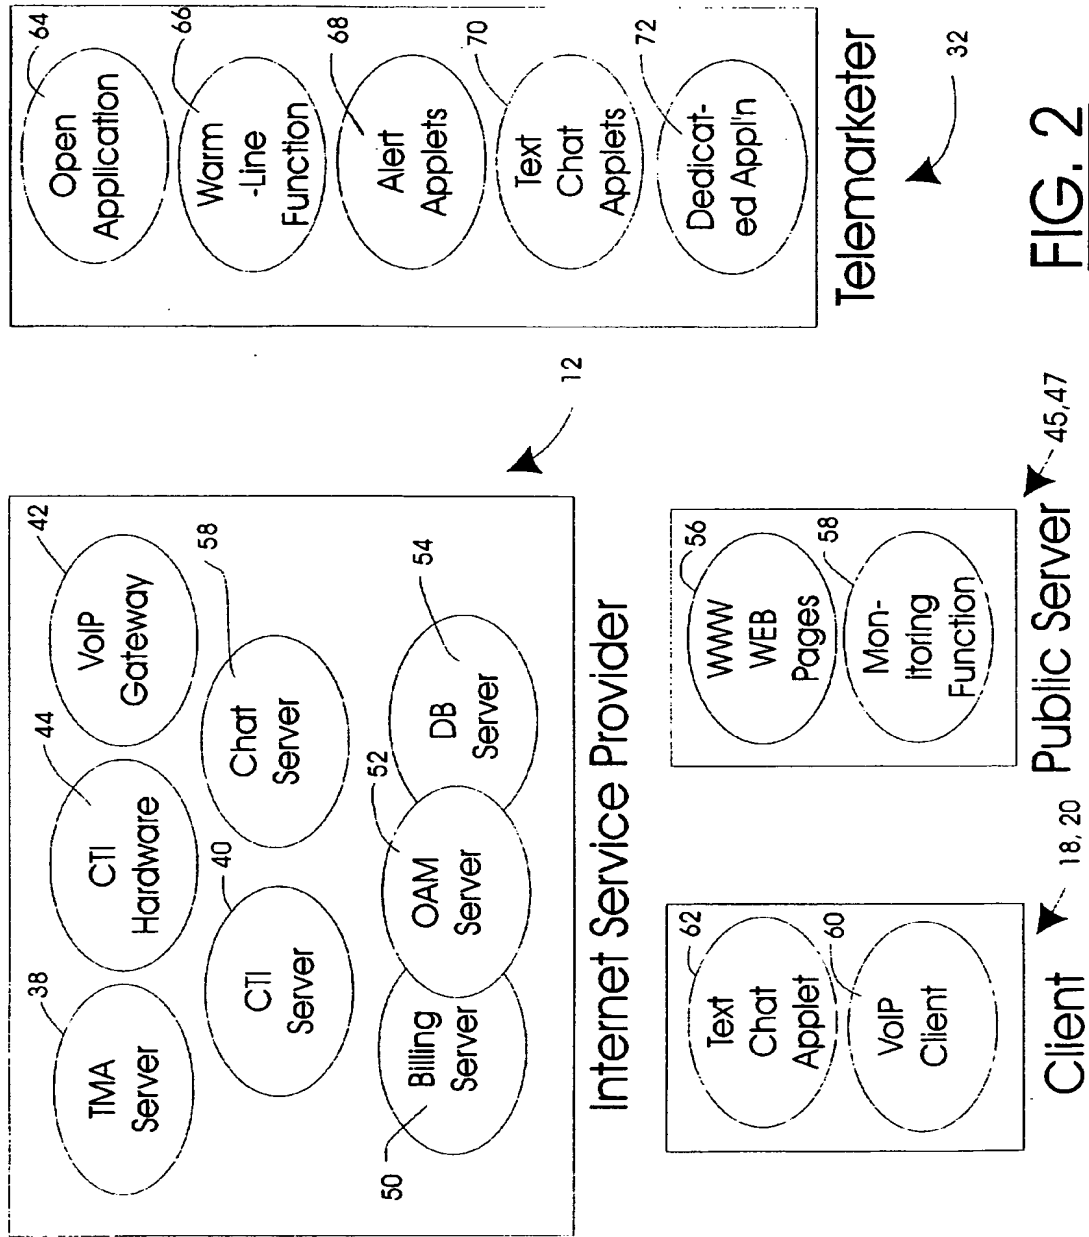 38
TMA
Server
44
CTI
Hardware
42
VoIP
Gateway
40
CTI
Server
58
Chat
Server
50
Billing
Server
52
OAM
Server
54
DB
Server
Internet Service Provider
12
64
Open
Application
66
Warm
-Line
Function
68
Alert
Applets
70
Text
Chat
Applets
72
Dedicat-
ed Appl'n
Telemarketer
32
62
Text
Chat
Applet
60
VoIP
Client
Client
18, 20
56
WWW
WEB
Pages
58
Mon-
itoring
Function
Public Server
45,47
FIG. 2